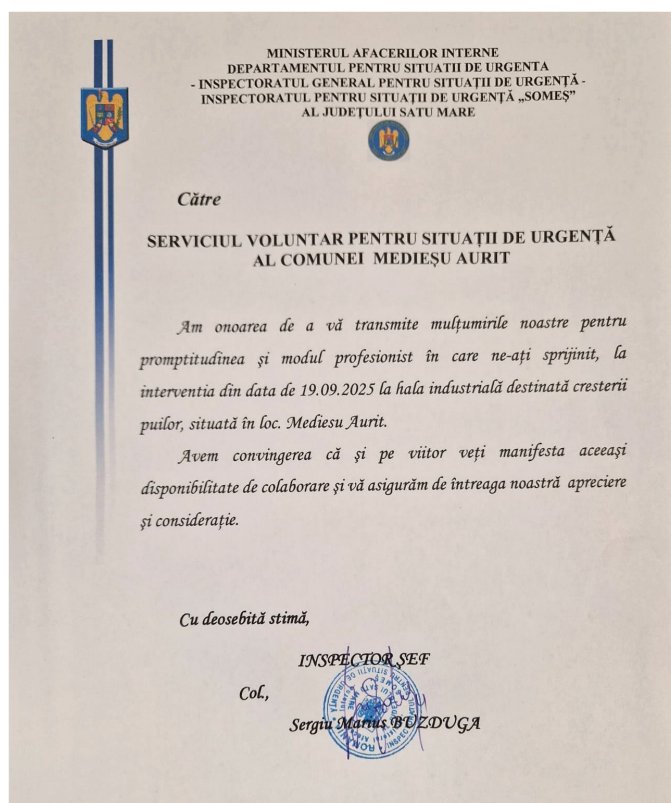 MINISTERUL AFACERILOR INTERNE
DEPARTAMENTUL PENTRU SITUATII DE URGENTA
- INSPECTORATUL GENERAL PENTRU SITUAȚII DE URGENȚĂ -
INSPECTORATUL PENTRU SITUAȚII DE URGENȚĂ „SOMEȘ”
AL JUDEȚULUI SATU MARE
Către
SERVICIUL VOLUNTAR PENTRU SITUAȚII DE URGENȚĂ
AL COMUNEI MEDIEȘU AURIT
Am onoarea de a vă transmite mulțumirile noastre pentru
promptitudinea și modul profesionist în care ne-ați sprijinit, la
interventia din data de 19.09.2025 la hala industrială destinată cresterii
puilor, situată în loc. Mediesu Aurit.
Avem convingerea că și pe viitor veți manifesta aceeași
disponibilitate de colaborare și vă asigurăm de întreaga noastră apreciere
și considerație.
Cu deosebită stimă,
INSPECTOR ȘEF
Col.,
Sergiu Marius BUZDUGA